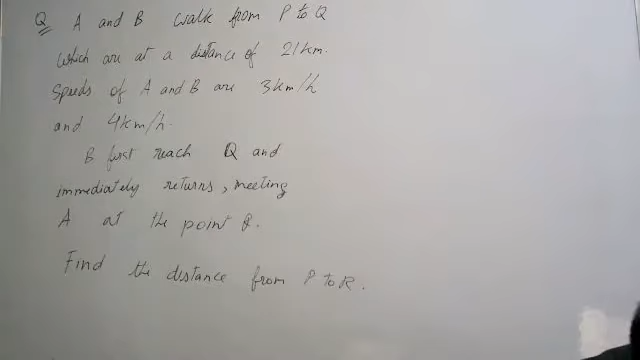 Q A and B walk from P to Q
which are at a distance of 21km.
Speeds of A and B are 3km/h
and 4km/h.
B first reach Q and
immediately returns, meeting
A at the point Q.
Find the distance from P to R.